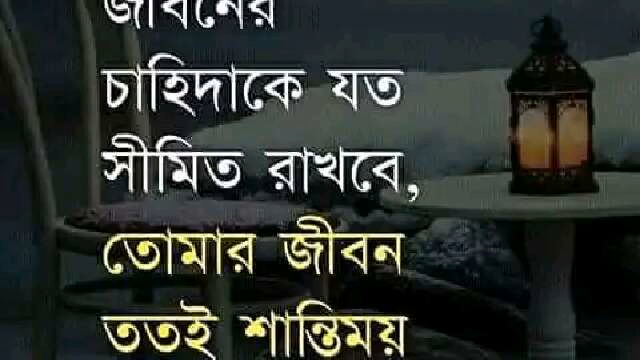 জীবনের
চাহিদাকে যত
সীমিত রাখবে,
তোমার জীবন
ততই শান্তিময়